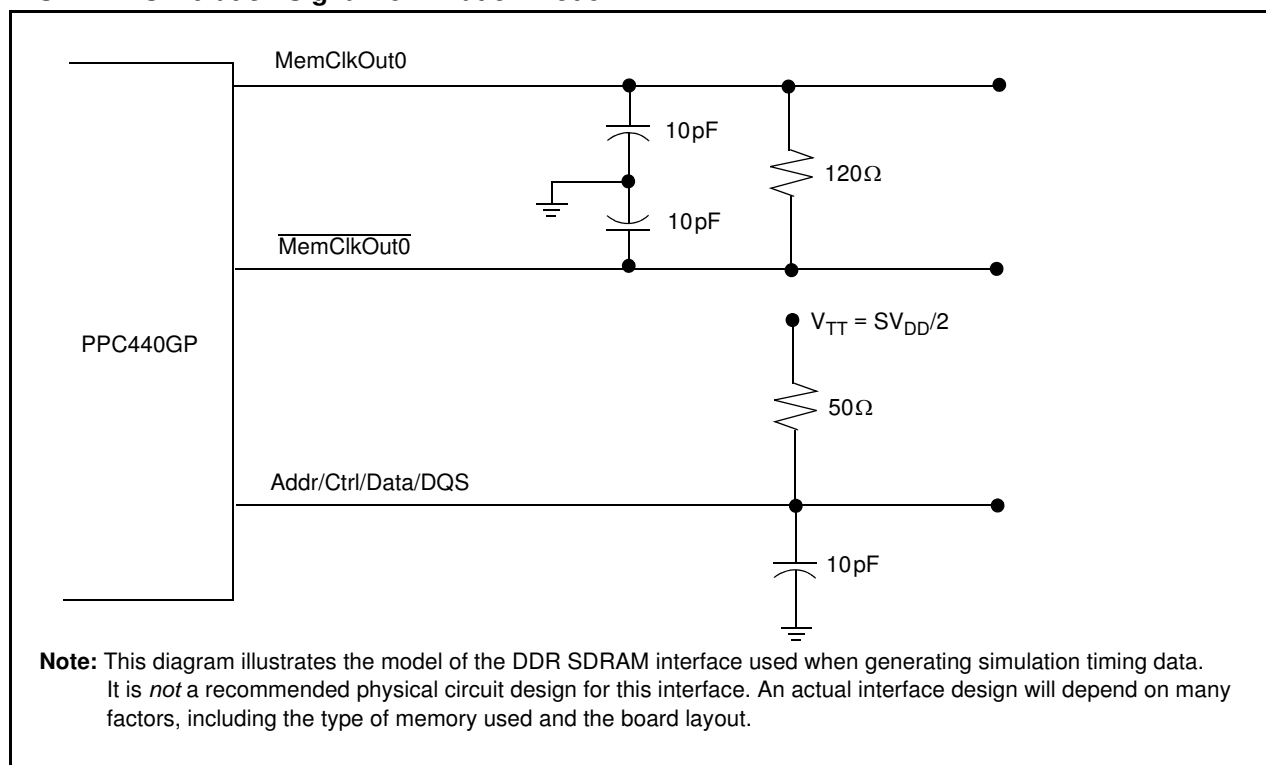 MemClkOut0
10pF
120Ω
10pF
MemClkOut0
V_TT = SV_DD/2
PPC440GP
50Ω
Addr/Ctrl/Data/DQS
10pF
Note: This diagram illustrates the model of the DDR SDRAM interface used when generating simulation timing data.
It is not a recommended physical circuit design for this interface. An actual interface design will depend on many
factors, including the type of memory used and the board layout.